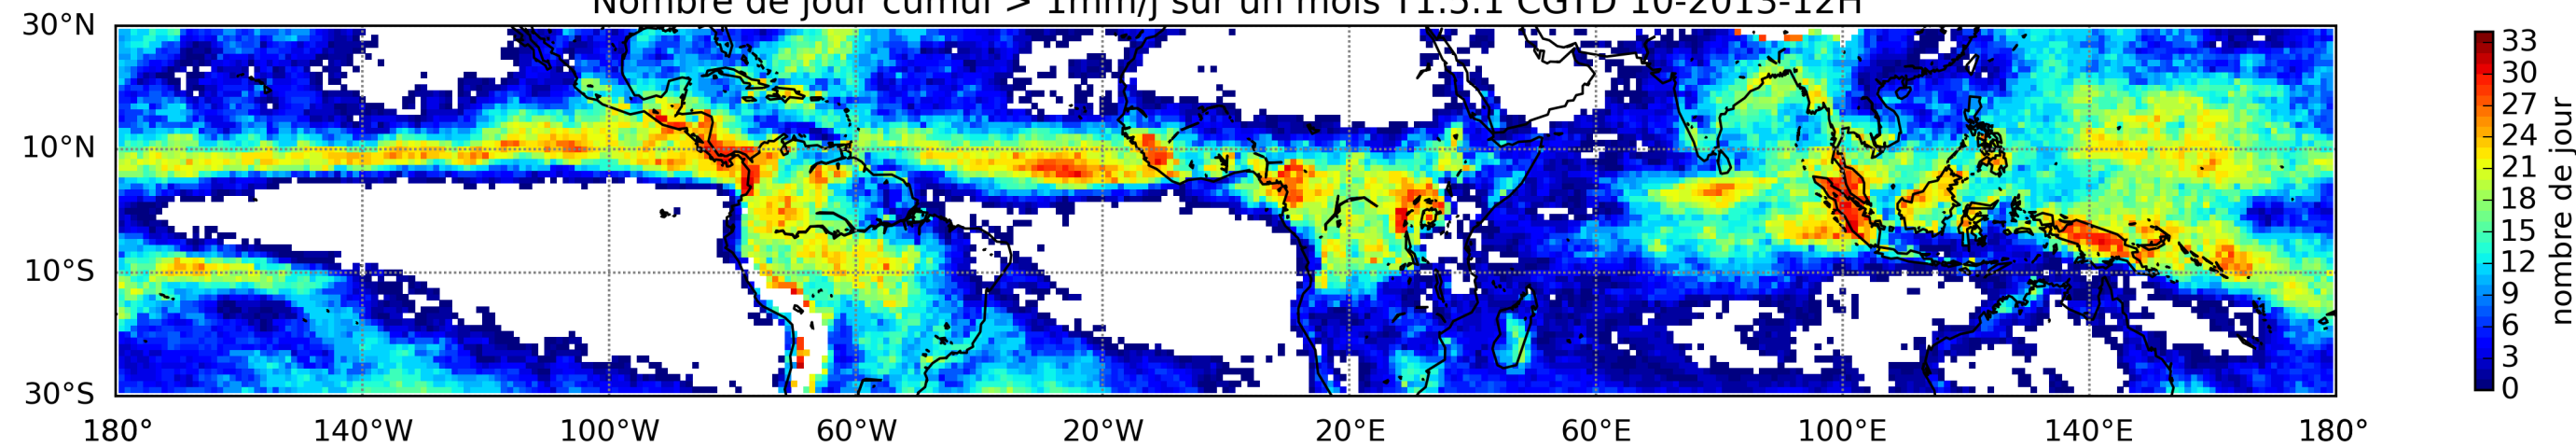 Nombre de jour cumul > 1mm/j sur un mois T1.5.1 CGTD 10-2013-12H
30°N
10°N
10°S
30°S
180°
140°W
100°W
60°W
20°W
20°E
60°E
100°E
140°E
180°
33
30
27
24
21
18
15
12
9
6
3
0
nombre de jour